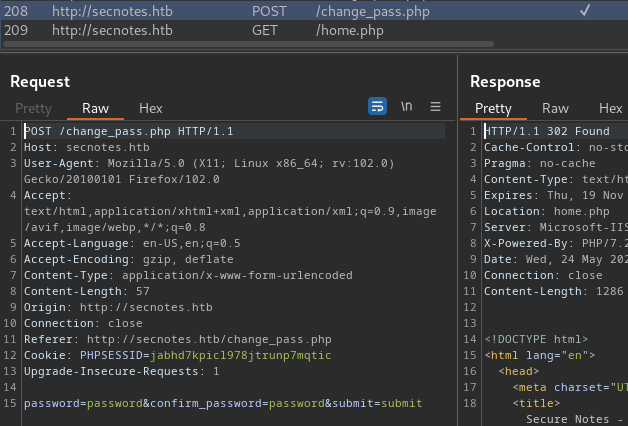 208 http://secnotes.htb POST /change_pass.php ✓
209 http://secnotes.htb GET /home.php
Request
Pretty Raw Hex \n
1 POST /change_pass.php HTTP/1.1
2 Host: secnotes.htb
3 User-Agent: Mozilla/5.0 (X11; Linux x86_64; rv:102.0)
Gecko/20100101 Firefox/102.0
4 Accept:
text/html,application/xhtml+xml,application/xml;q=0.9,image
/avif,image/webp,*/*;q=0.8
5 Accept-Language: en-US,en;q=0.5
6 Accept-Encoding: gzip, deflate
7 Content-Type: application/x-www-form-urlencoded
8 Content-Length: 57
9 Origin: http://secnotes.htb
10 Connection: close
11 Referer: http://secnotes.htb/change_pass.php
12 Cookie: PHPSESSID=jabhd7kpicl978jtrunp7mqtic
13 Upgrade-Insecure-Requests: 1
14
15 password=password&confirm_password=password&submit=submit
Response
Pretty Raw Hex
1 HTTP/1.1 302 Found
2 Cache-Control: no-sto
3 Pragma: no-cache
4 Content-Type: text/ht
5 Expires: Thu, 19 Nov
6 Location: home.php
7 Server: Microsoft-IIS
8 X-Powered-By: PHP/7.2
9 Date: Wed, 24 May 202
10 Connection: close
11 Content-Length: 1286
12
13
14 <!DOCTYPE html>
15 <html lang="en">
16 <head>
17 <meta charset="UT
18 <title>
Secure Notes -